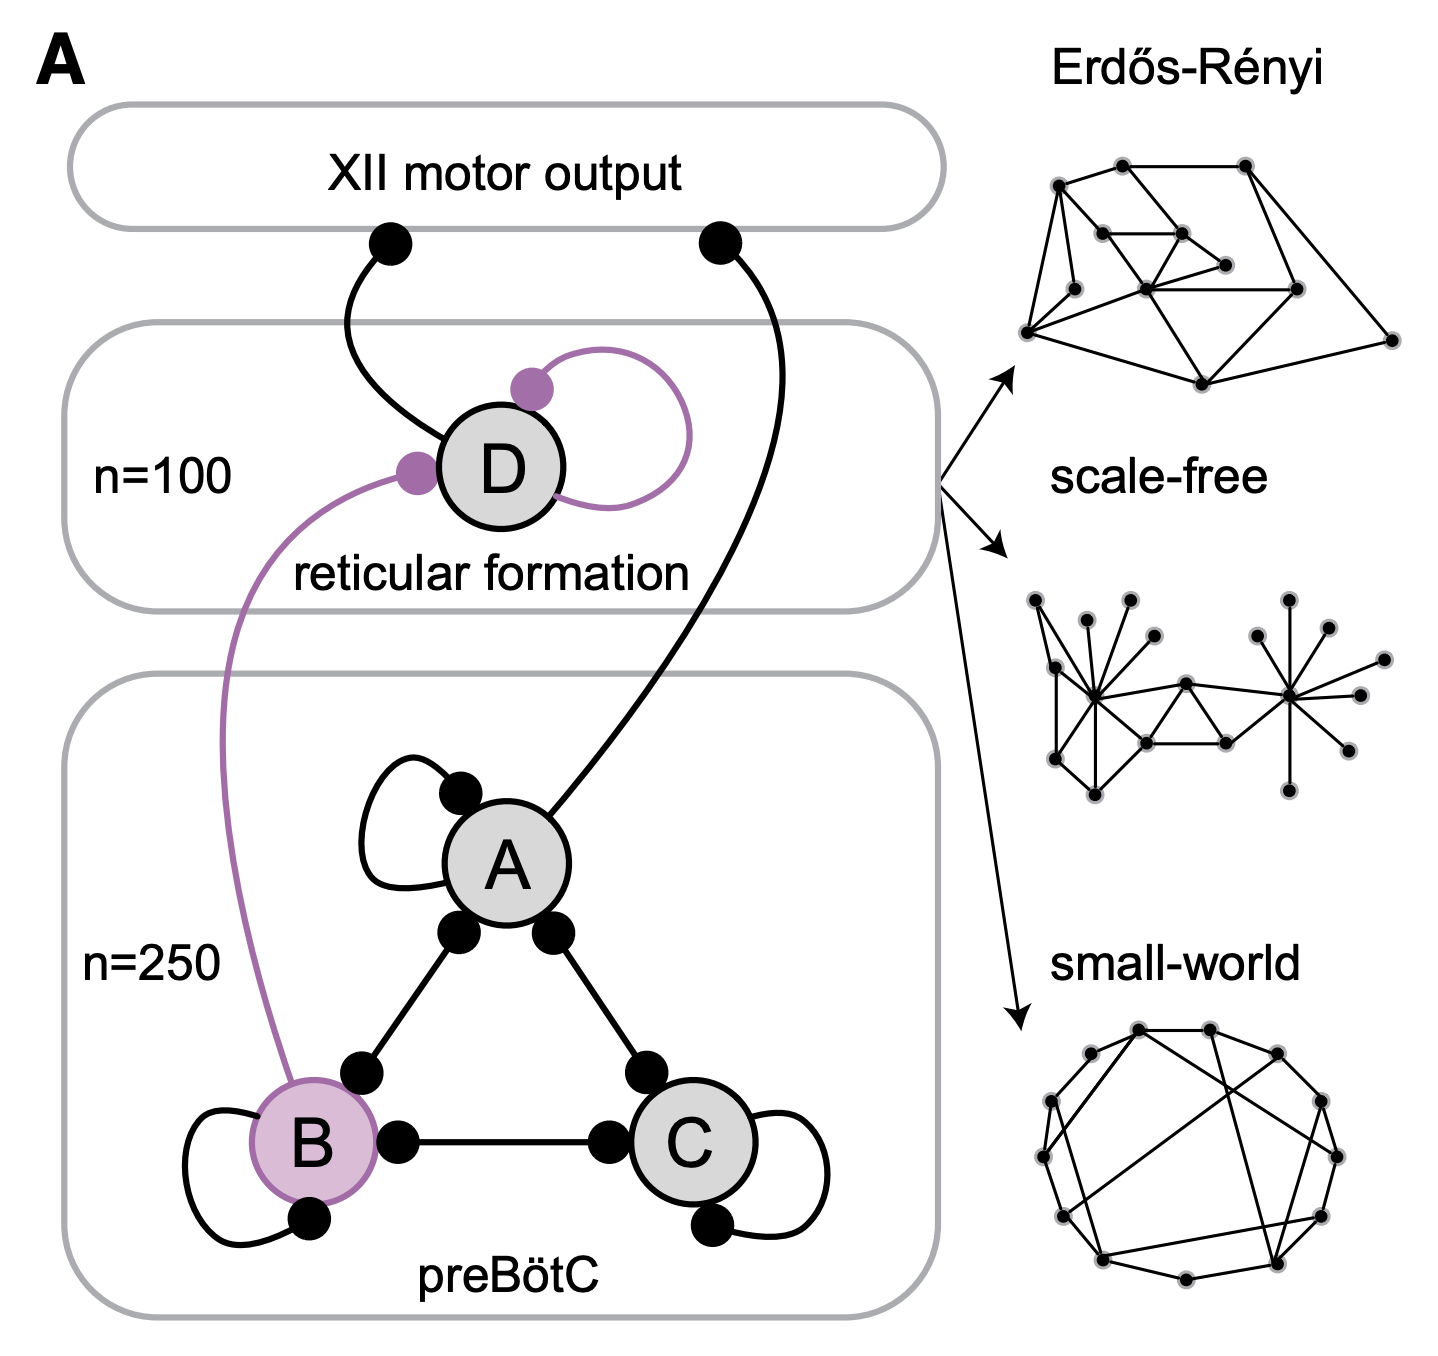 A
XII motor output
n=100
D
reticular formation
n=250
A
B
C
preBötC
Erdős-Rényi
scale-free
small-world